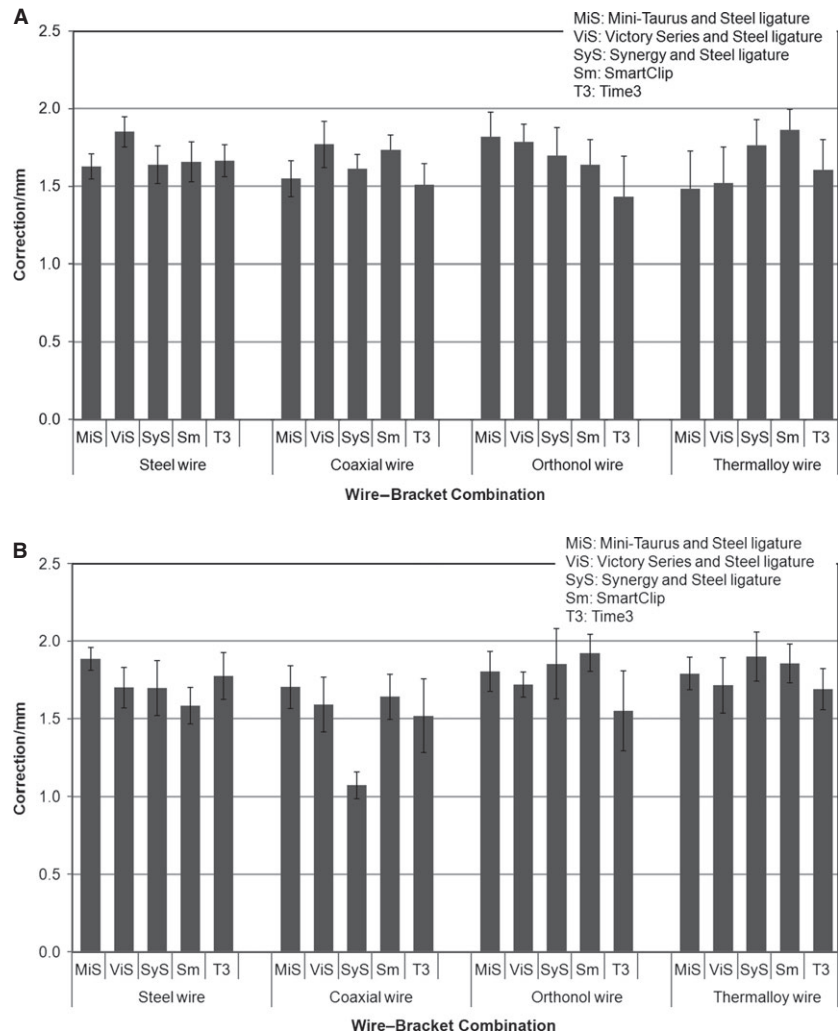 A
2.5
MiS: Mini-Taurus and Steel ligature
ViS: Victory Series and Steel ligature
SyS: Synergy and Steel ligature
Sm: SmartClip
T3: Time3
2.0
1.5
1.0
0.5
0.0
Correction/mm
MiS ViS SyS Sm T3 MiS ViS SyS Sm T3 MiS ViS SyS Sm T3 MiS ViS SyS Sm T3
Steel wire Coaxial wire Orthonol wire Thermalloy wire
Wire–Bracket Combination
B
2.5
MiS: Mini-Taurus and Steel ligature
ViS: Victory Series and Steel ligature
SyS: Synergy and Steel ligature
Sm: SmartClip
T3: Time3
2.0
1.5
1.0
0.5
0.0
Correction/mm
MiS ViS SyS Sm T3 MiS ViS SyS Sm T3 MiS ViS SyS Sm T3 MiS ViS SyS Sm T3
Steel wire Coaxial wire Orthonol wire Thermalloy wire
Wire–Bracket Combination